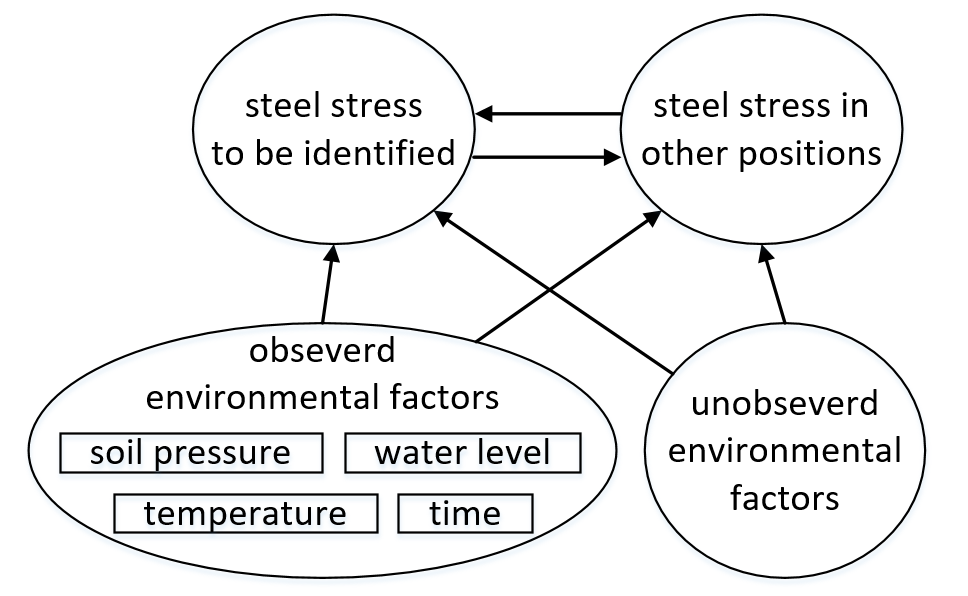 steel stress
to be identified
steel stress in
other positions
obseverd
environmental factors
soil pressure
water level
temperature
time
unobseverd
environmental
factors